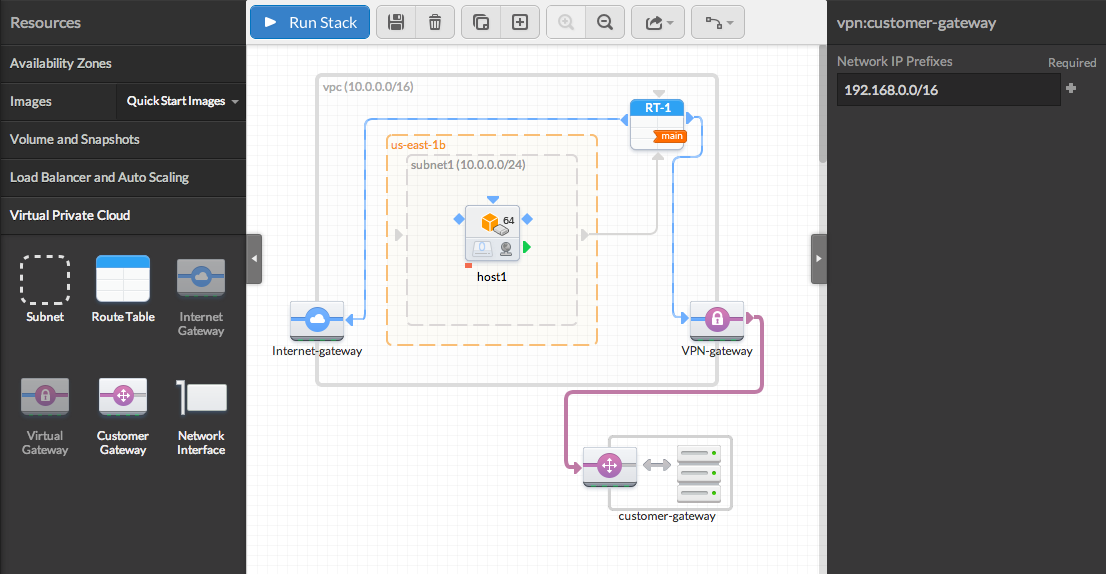 Resources
Availability Zones
Images
Quick Start Images
Volume and Snapshots
Load Balancer and Auto Scaling
Virtual Private Cloud
Subnet
Route Table
Internet
Gateway
Virtual
Gateway
Customer
Gateway
Network
Interface
Run Stack
vpc (10.0.0.0/16)
RT-1
main
us-east-1b
subnet1 (10.0.0.0/24)
64
0
host1
Internet-gateway
VPN-gateway
customer-gateway
vpn:customer-gateway
Network IP Prefixes
Required
192.168.0.0/16